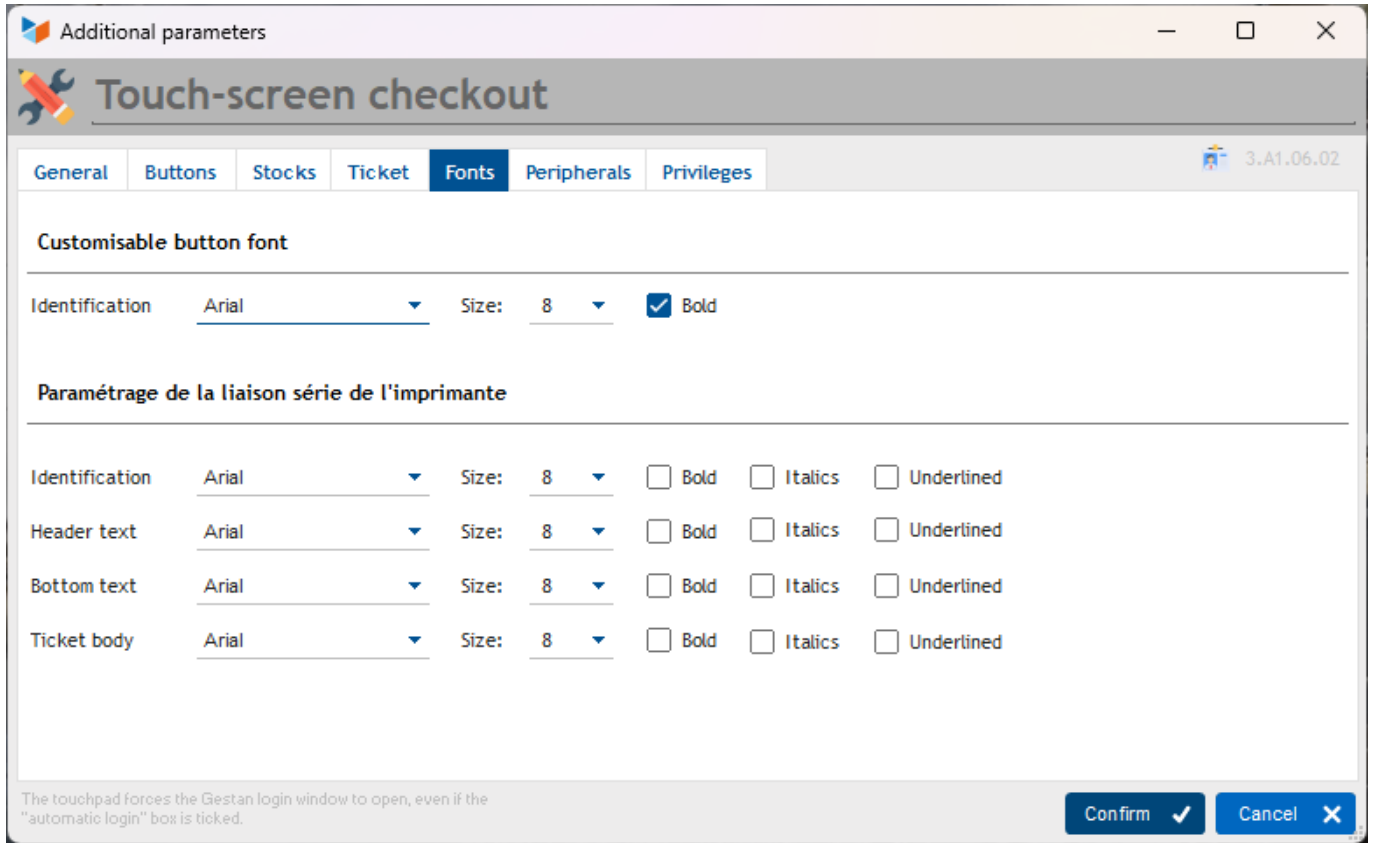 Additional parameters
Touch-screen checkout
General Buttons Stocks Ticket Fonts Peripherals Privileges 3.A1.06.02
Customisable button font
Identification Arial Size: 8 Bold
Paramétrage de la liaison série de l'imprimante
Identification Arial Size: 8 Bold Italics Underlined
Header text Arial Size: 8 Bold Italics Underlined
Bottom text Arial Size: 8 Bold Italics Underlined
Ticket body Arial Size: 8 Bold Italics Underlined
The touchpad forces the Gestan login window to open, even if the
"automatic login" box is ticked.
Confirm Cancel